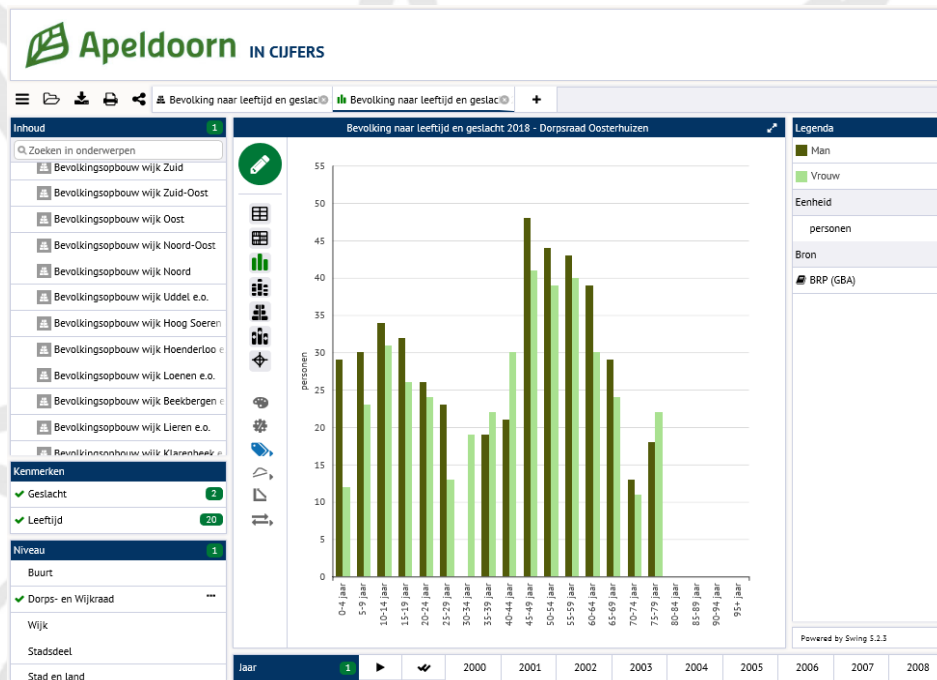 Apeldoorn IN CIJFERS
Bevolking naar leeftijd en geslac
Bevolking naar leeftijd en geslac
+
Inhoud 1
Zoeken in onderwerpen
Bevolkingsopbouw wijk Zuid
Bevolkingsopbouw wijk Zuid-Oost
Bevolkingsopbouw wijk Oost
Bevolkingsopbouw wijk Noord-Oost
Bevolkingsopbouw wijk Noord
Bevolkingsopbouw wijk Uddel e.o.
Bevolkingsopbouw wijk Hoog Soeren
Bevolkingsopbouw wijk Hoenderloo e
Bevolkingsopbouw wijk Loenen e.o.
Bevolkingsopbouw wijk Beekbergen e
Bevolkingsopbouw wijk Lieren e.o.
Bevolkingsopbouw wijk Klarenbeek e
Kenmerken
Geslacht 2
Leeftijd 20
Niveau 1
Buurt
Dorps- en Wijkraad ...
Wijk
Stadsdeel
Stad en land
Bevolking naar leeftijd en geslacht 2018 - Dorpsraad Oosterhuizen
55
50
45
40
35
30
25
20
15
10
5
0
personen
0-4 jaar
5-9 jaar
10-14 jaar
15-19 jaar
20-24 jaar
25-29 jaar
30-34 jaar
35-39 jaar
40-44 jaar
45-49 jaar
50-54 jaar
55-59 jaar
60-64 jaar
65-69 jaar
70-74 jaar
75-79 jaar
80-84 jaar
85-89 jaar
90-94 jaar
95+ jaar
Legenda
Man
Vrouw
Eenheid
personen
Bron
BRP (GBA)
Powered by Swing 5.2.3
Jaar 1 2000 2001 2002 2003 2004 2005 2006 2007 2008